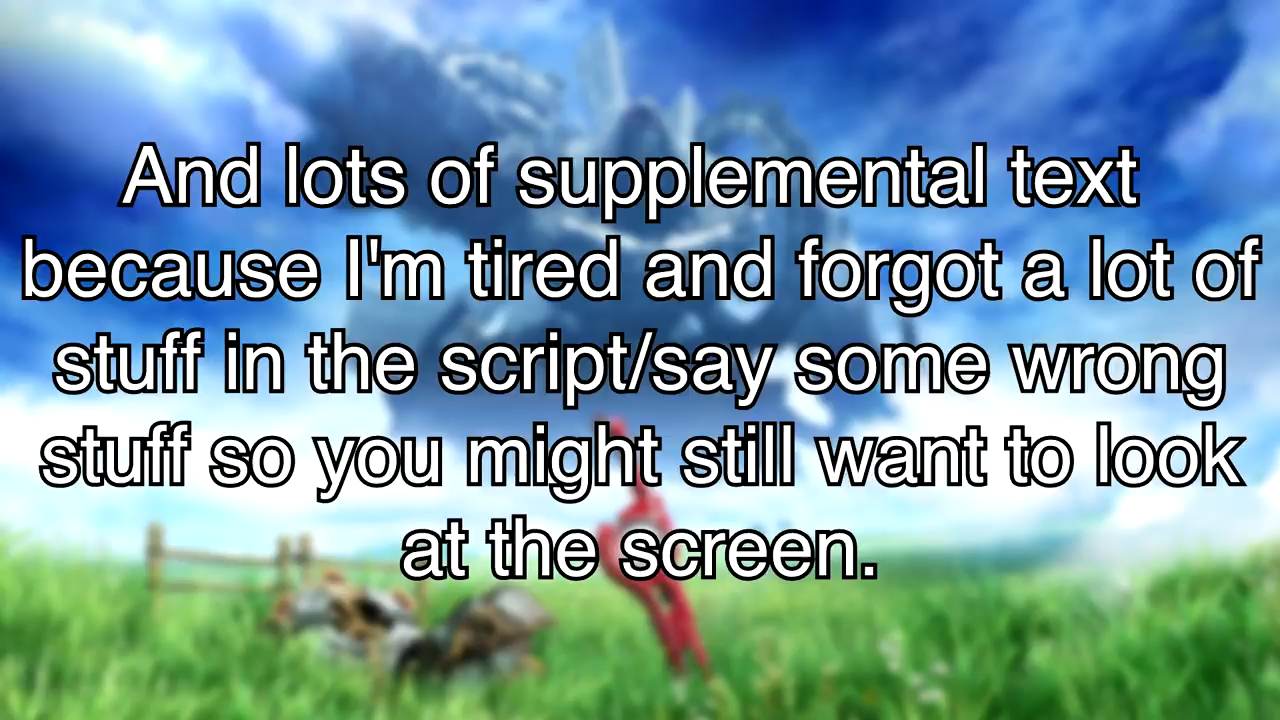 And lots of supplemental text
because I'm tired and forgot a lot of
stuff in the script/say some wrong
stuff so you might still want to look
at the screen.